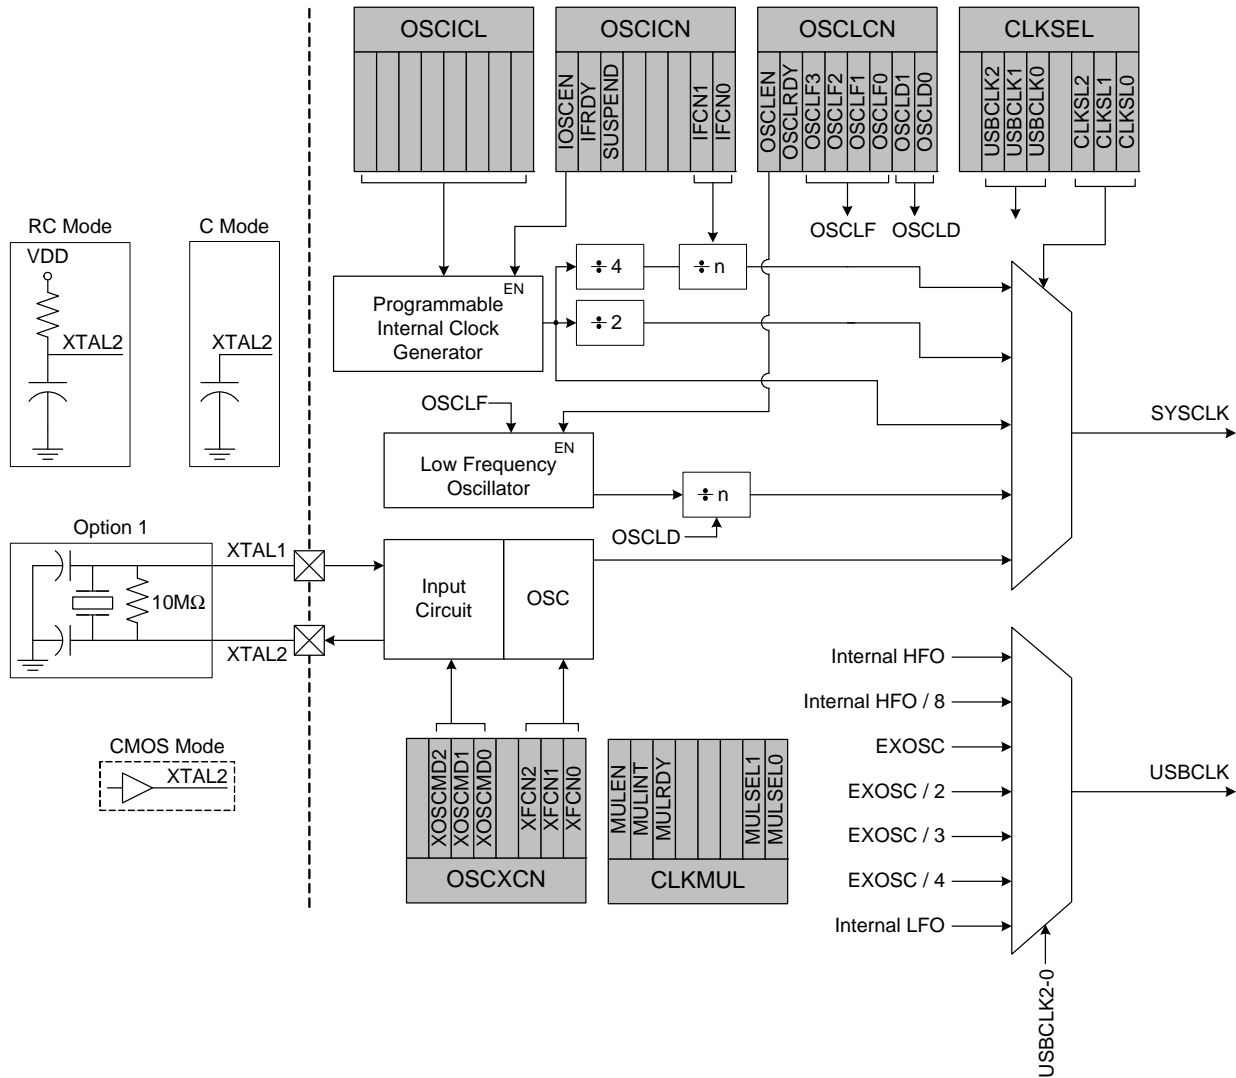 OSCICL
OSCICN
OSCLCN
CLKSEL
IOSCEN
IFRDY
SUSPEND
IFCN1
IFCN0
OSCLEN
OSCLRDY
OSCLF3
OSCLF2
OSCLF1
OSCLF0
OSCLD1
OSCLD0
USBCLK2
USBCLK1
USBCLK0
CLKSL2
CLKSL1
CLKSL0
RC Mode
VDD
XTAL2
C Mode
XTAL2
OSCLF
OSCLD
EN
Programmable
Internal Clock
Generator
÷ 4
÷ n
÷ 2
OSCLF
EN
Low Frequency
Oscillator
÷ n
OSCLD
SYSCLK
Option 1
XTAL1
10MΩ
XTAL2
Input
Circuit
OSC
CMOS Mode
XTAL2
XOSCMD2
XOSCMD1
XOSCMD0
XFCN2
XFCN1
XFCN0
OSCXCN
MULEN
MULINT
MULRDY
MULSEL1
MULSEL0
CLKMUL
Internal HFO
Internal HFO / 8
EXOSC
EXOSC / 2
EXOSC / 3
EXOSC / 4
Internal LFO
USBCLK
USBCLK2-0